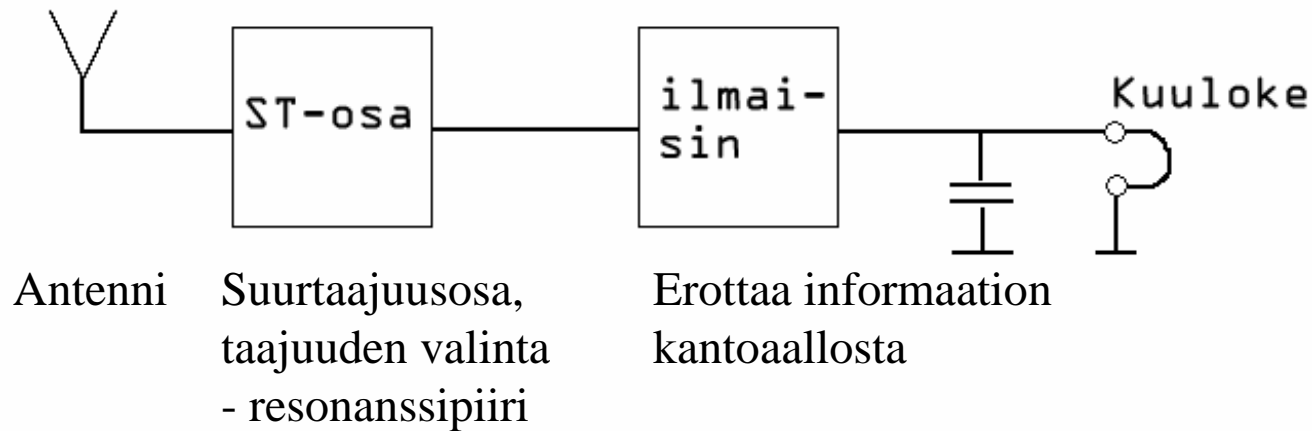 ST-osa
ilmai-
sin
Kuuloke
Antenni
Suurtaajuusosa,
taajuuden valinta
- resonanssipiiri
Erottaa informaation
kantoaallosta